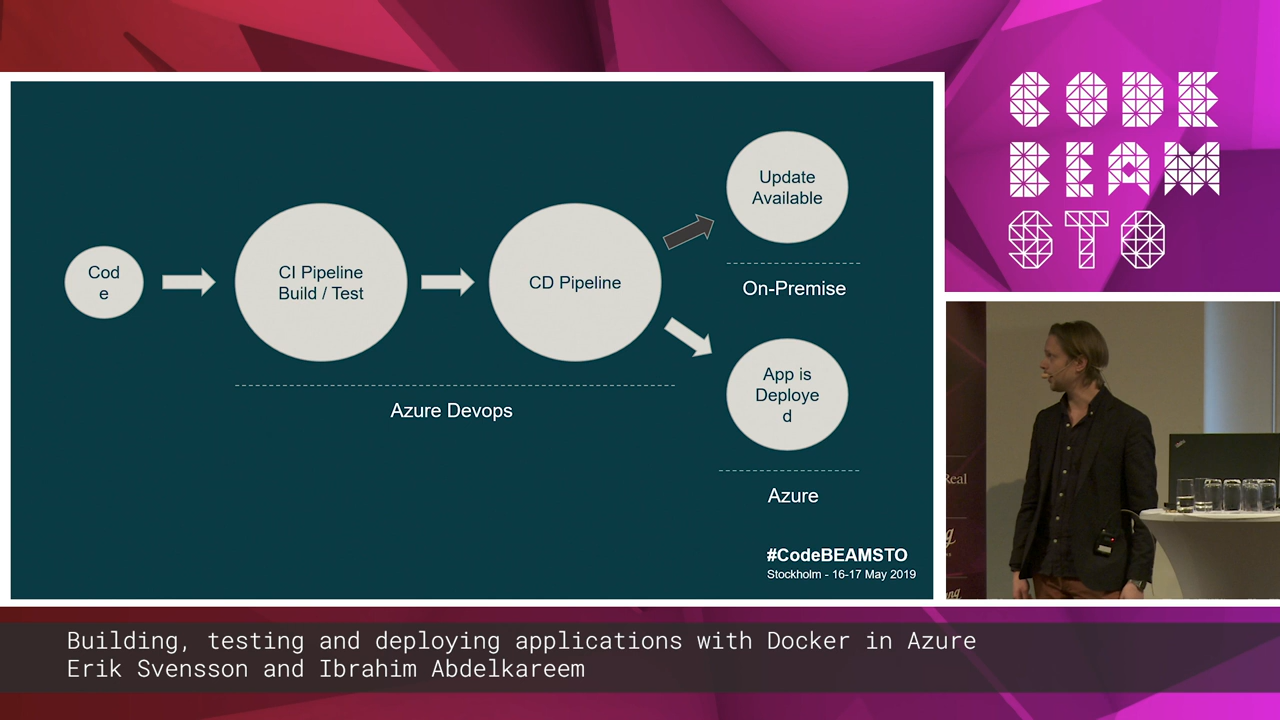 CODE
BEAM
STO
Update
Available
Cod
e
CI Pipeline
Build / Test
CD Pipeline
On-Premise
App is
Deploye
d
Azure Devops
Azure
#CodeBEAMSTO
Stockholm - 16-17 May 2019
Real
Building, testing and deploying applications with Docker in Azure
Erik Svensson and Ibrahim Abdelkareem